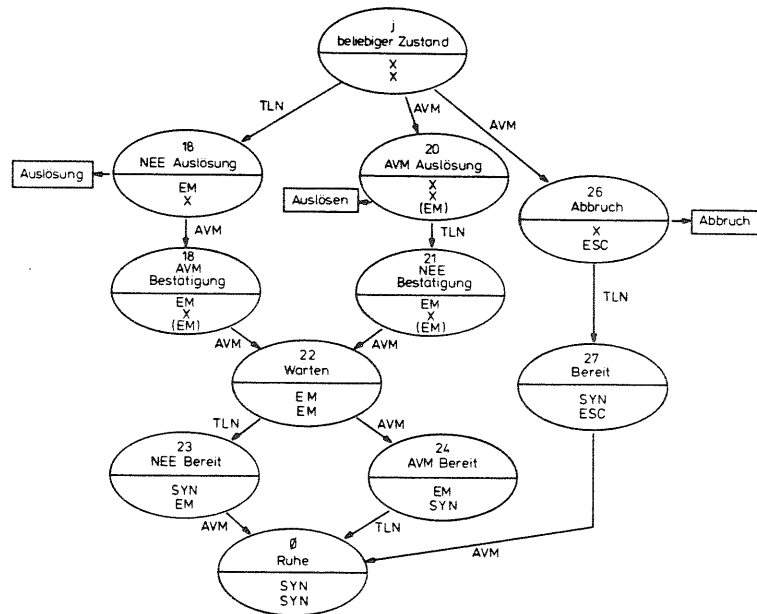 j
beliebiger Zustand
X
X
TLN
AVM
AVM
18
NEE Auslösung
EM
X
Auslösung
20
AVM Auslösung
X
X
(EM)
Auslösen
26
Abbruch
X
ESC
Abbruch
AVM
TLN
TLN
18
AVM
Bestätigung
EM
X
(EM)
21
NEE
Bestätigung
EM
X
(EM)
AVM
AVM
22
Warten
EM
EM
27
Bereit
SYN
ESC
TLN
AVM
23
NEE Bereit
SYN
EM
24
AVM Bereit
EM
SYN
AVM
TLN
AVM
Ø
Ruhe
SYN
SYN